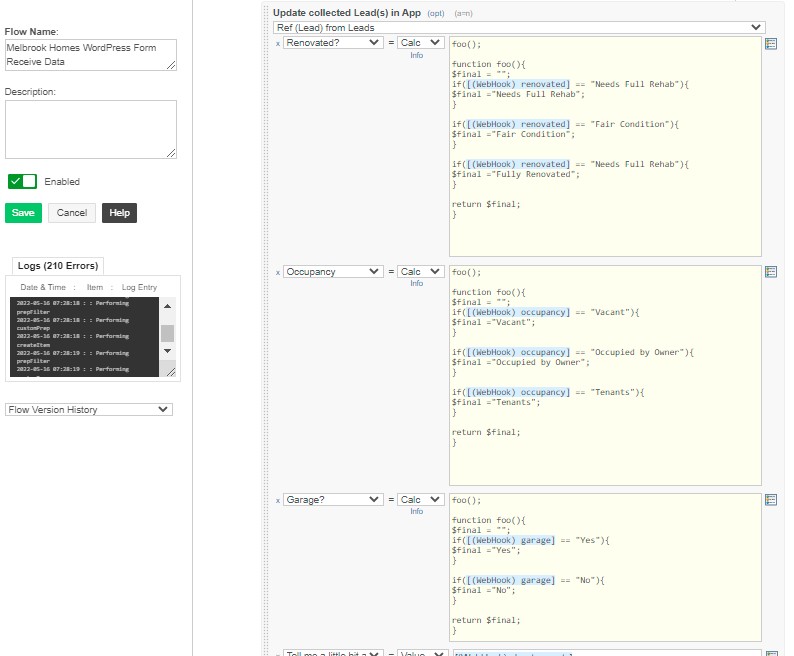 Flow Name:
Melbrook Homes WordPress Form
Receive Data
Description:
Enabled
Save
Cancel
Help
Logs (210 Errors)
Date & Time : Item : Log Entry
2022-05-16 07:28:18 : : Performing
prepFilter
2022-05-16 07:28:18 : : Performing
customPrep
2022-05-16 07:28:18 : : Performing
createItem
2022-05-16 07:28:19 : : Performing
prepFilter
2022-05-16 07:28:19 : : Performing
Flow Version History
Update collected Lead(s) in App (opt) (a=n)
Ref (Lead) from Leads
x Renovated? = Calc
Info
foo();
function foo(){
$final = "";
if([(WebHook) renovated] == "Needs Full Rehab"){
$final ="Needs Full Rehab";
}
if([(WebHook) renovated] == "Fair Condition"){
$final ="Fair Condition";
}
if([(WebHook) renovated] == "Needs Full Rehab"){
$final ="Fully Renovated";
}
return $final;
}
x Occupancy = Calc
Info
foo();
function foo(){
$final = "";
if([(WebHook) occupancy] == "Vacant"){
$final ="Vacant";
}
if([(WebHook) occupancy] == "Occupied by Owner"){
$final ="Occupied by Owner";
}
if([(WebHook) occupancy] == "Tenants"){
$final ="Tenants";
}
return $final;
}
x Garage? = Calc
Info
foo();
function foo(){
$final = "";
if([(WebHook) garage] == "Yes"){
$final ="Yes";
}
if([(WebHook) garage] == "No"){
$final ="No";
}
return $final;
}
x Tell me a little bit a = Value